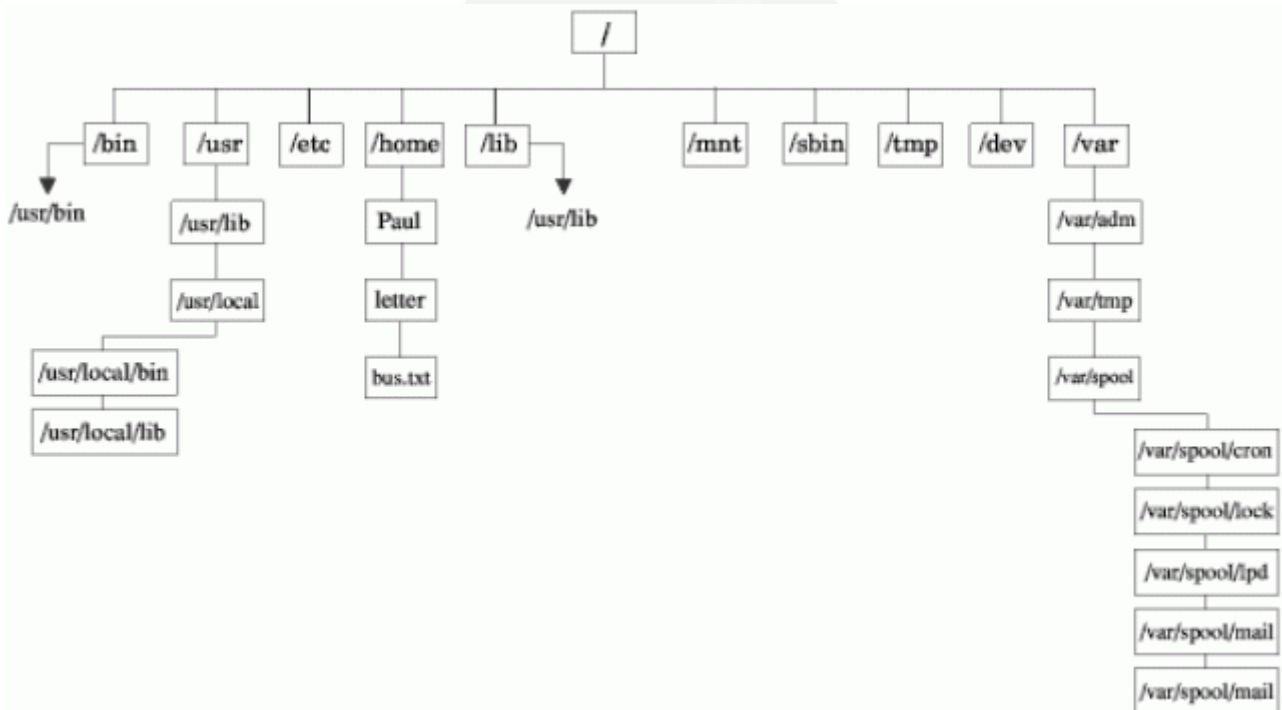 /
/bin
/usr
/etc
/home
/lib
/mnt
/sbin
/tmp
/dev
/var
/usr/bin
/usr/lib
Paul
/usr/lib
/var/adm
/usr/local
letter
/var/tmp
/usr/local/bin
bus.txt
/var/spool
/usr/local/lib
/var/spool/cron
/var/spool/lock
/var/spool/lpd
/var/spool/mail
/var/spool/mail